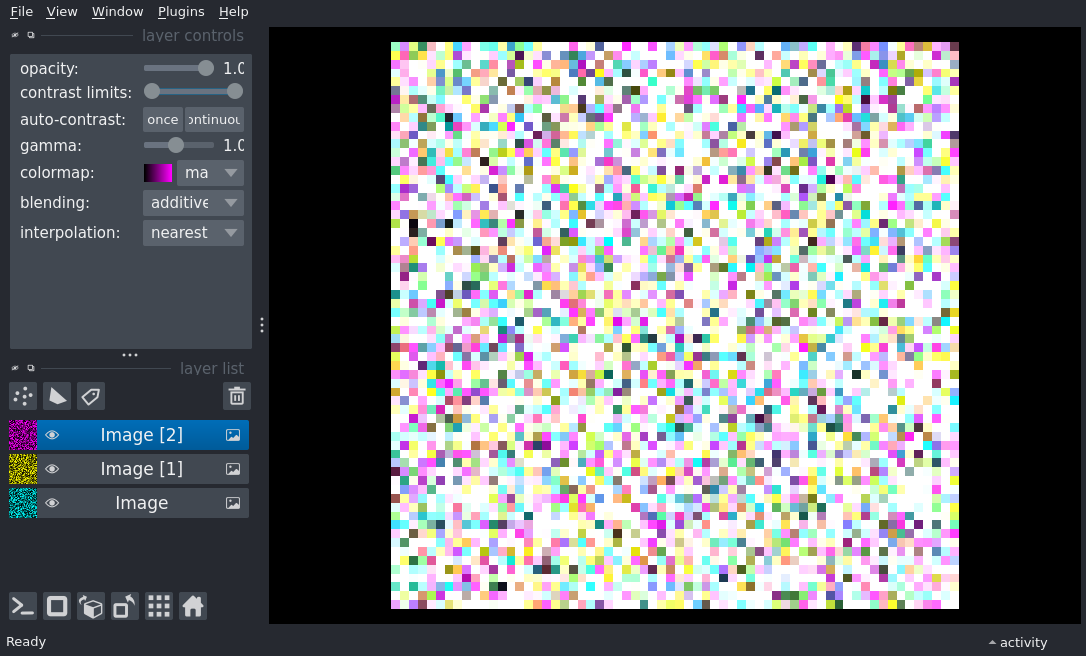 File View Window Plugins Help
layer controls
opacity: 1.0
contrast limits:
auto-contrast: once ontinuou
gamma: 1.0
colormap: ma
blending: additive
interpolation: nearest
layer list
Image [2]
Image [1]
Image
Ready
activity